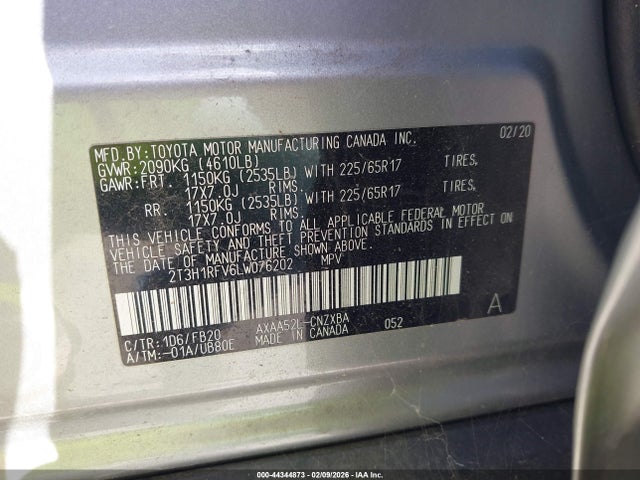 MFD.BY:TOYOTA MOTOR MANUFACTURING CANADA INC. 02/20
GVWR:2090KG (4610LB)
GAWR:FRT. 1150KG (2535LB) WITH 225/65R17 TIRES,
17X7.0J RIMS.
RR. 1150KG (2535LB) WITH 225/65R17 TIRES,
17X7.0J RIMS.
THIS VEHICLE CONFORMS TO ALL APPLICABLE FEDERAL MOTOR
VEHICLE SAFETY AND THEFT PREVENTION STANDARDS IN EFFECT ON
THE DATE OF MANUFACTURE SHOWN ABOVE.
2T3H1RFV6LW076202 MPV
A
C/TR:1D6/FB20 AXAA52L-CNZXBA 052
A/TM:-01A/UB80E MADE IN CANADA
000-44344873 - 02/09/2026 - IAA Inc.